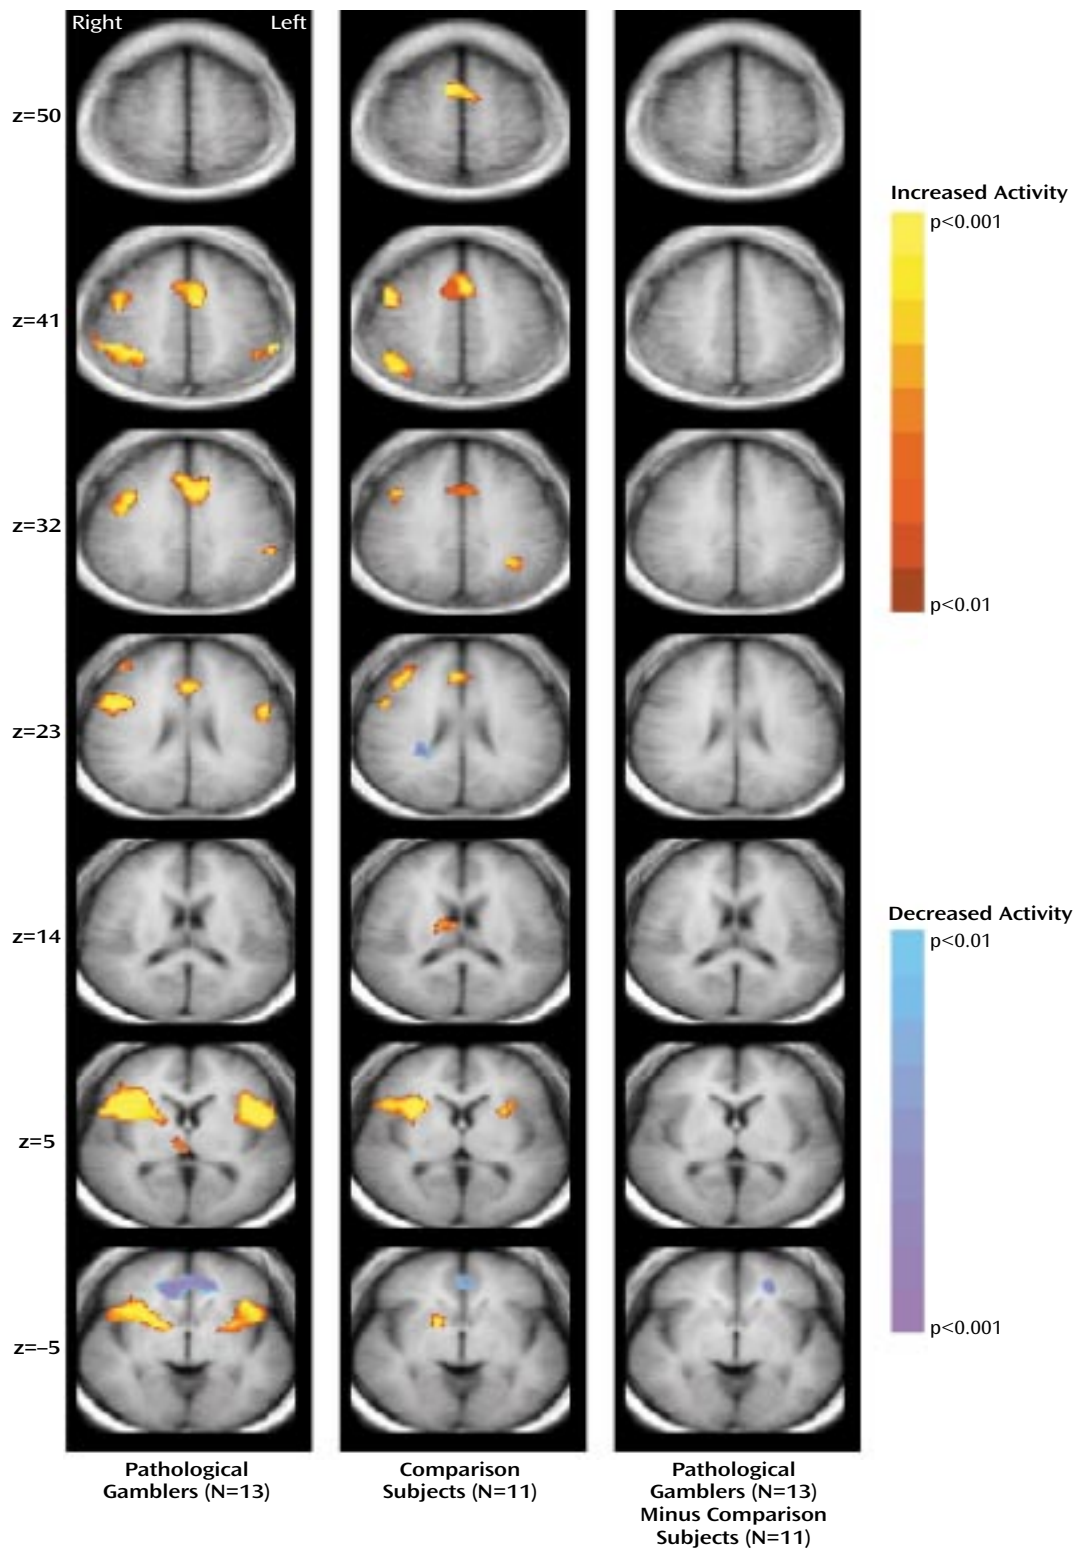 Right
Left
z=50
z=41
z=32
z=23
z=14
z=5
z=–5
Increased Activity
p<0.001
p<0.01
Decreased Activity
p<0.01
p<0.001
Pathological
Gamblers (N=13)
Comparison
Subjects (N=11)
Pathological
Gamblers (N=13)
Minus Comparison
Subjects (N=11)